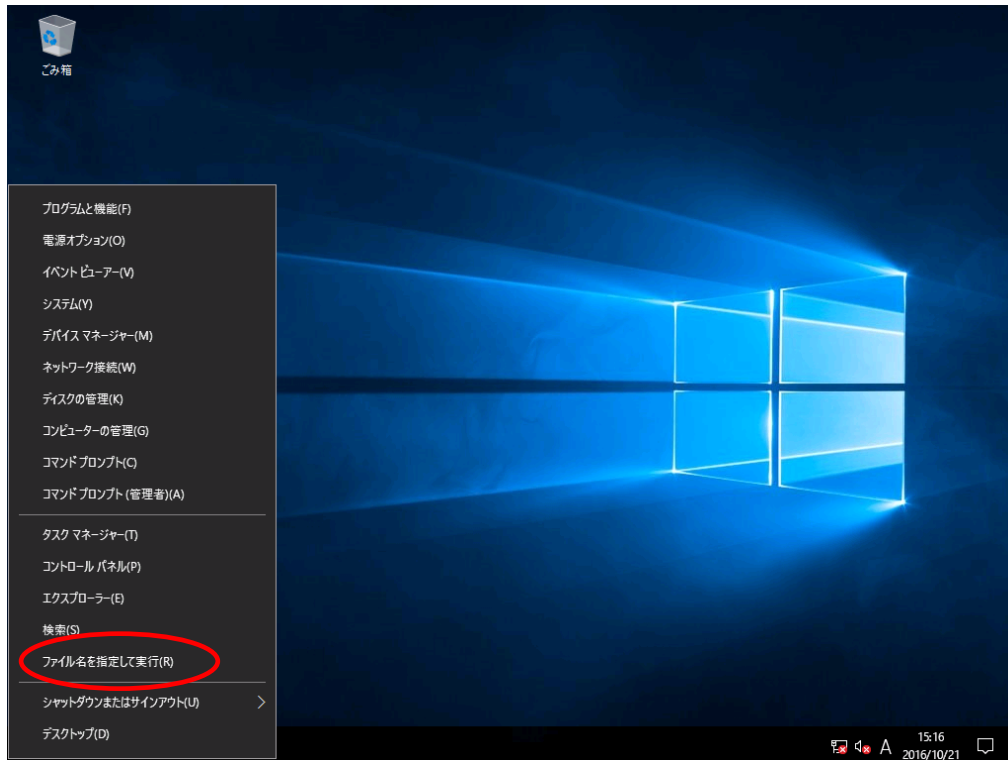 ごみ箱
プログラムと機能(F)
電源オプション(O)
イベント ビューアー(V)
システム(Y)
デバイス マネージャー(M)
ネットワーク接続(W)
ディスクの管理(K)
コンピューターの管理(G)
コマンド プロンプト(C)
コマンド プロンプト (管理者)(A)
タスク マネージャー(T)
コントロール パネル(P)
エクスプローラー(E)
検索(S)
ファイル名を指定して実行(R)
シャットダウンまたはサインアウト(U)
デスクトップ(D)
A
15:16
2016/10/21